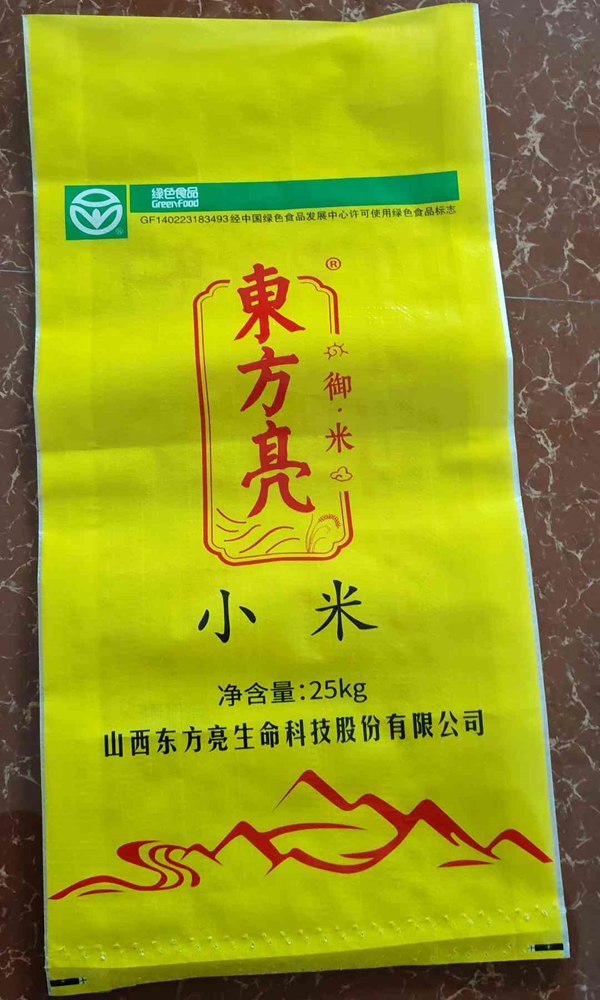 绿色食品
GreenFood
GF140223183493经中国绿色食品发展中心许可使用绿色食品标志
東方亮®
御·米
小米
净含量:25kg
山西东方亮生命科技股份有限公司